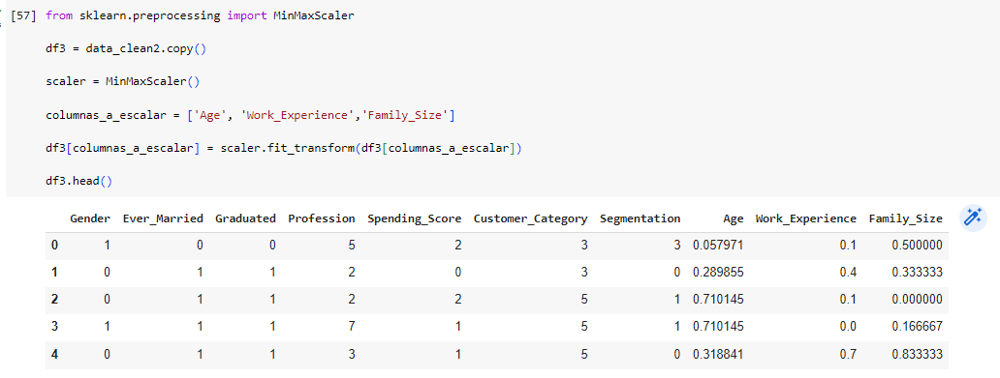 [57] from sklearn.preprocessing import MinMaxScaler
df3 = data_clean2.copy()
scaler = MinMaxScaler()
columnas_a_escalar = ['Age', 'Work_Experience','Family_Size']
df3[columnas_a_escalar] = scaler.fit_transform(df3[columnas_a_escalar])
df3.head()
Gender Ever_Married Graduated Profession Spending_Score Customer_Category Segmentation Age Work_Experience Family_Size
0 1 0 0 5 2 3 3 0.057971 0.1 0.500000
1 0 1 1 2 0 3 0 0.289855 0.4 0.333333
2 0 1 1 2 2 5 1 0.710145 0.1 0.000000
3 1 1 1 7 1 5 1 0.710145 0.0 0.166667
4 0 1 1 3 1 5 0 0.318841 0.7 0.833333